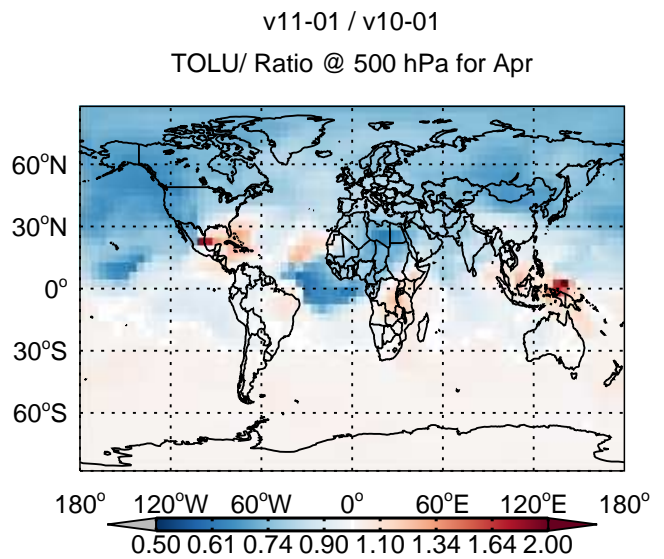 v11-01 / v10-01
TOLU/ Ratio @ 500 hPa for Apr
60°N
30°N
0°
30°S
60°S
180° 120°W 60°W 0° 60°E 120°E 180°
0.50 0.61 0.74 0.90 1.10 1.34 1.64 2.00